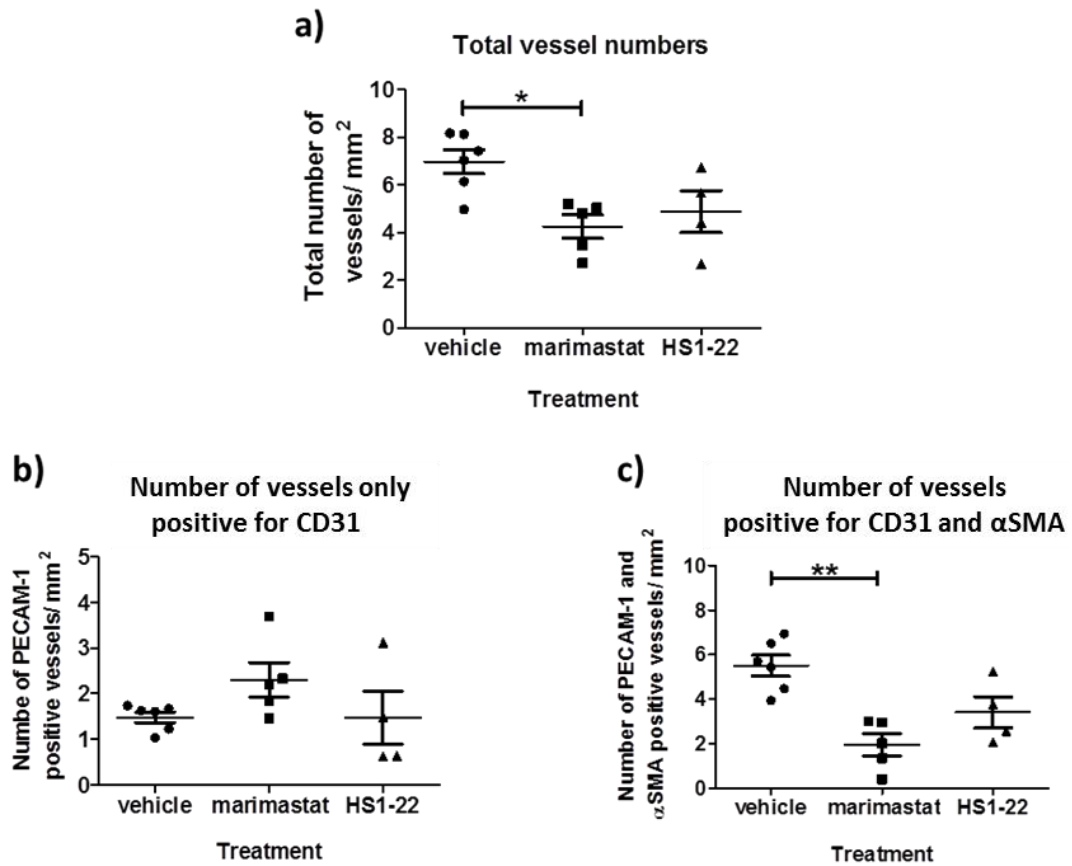 a)
Total vessel numbers
Total number of
vessels/ mm²
10
8
6
4
2
0
*
vehicle
marimastat
HS1-22
Treatment
b)
Number of vessels only
positive for CD31
Numbe of PECAM-1
positive vessels/ mm²
5
4
3
2
1
0
vehicle
marimastat
HS1-22
Treatment
c)
Number of vessels
positive for CD31 and αSMA
Number of PECAM-1 and
αSMA positive vessels/ mm²
10
8
6
4
2
0
**
vehicle
marimastat
HS1-22
Treatment